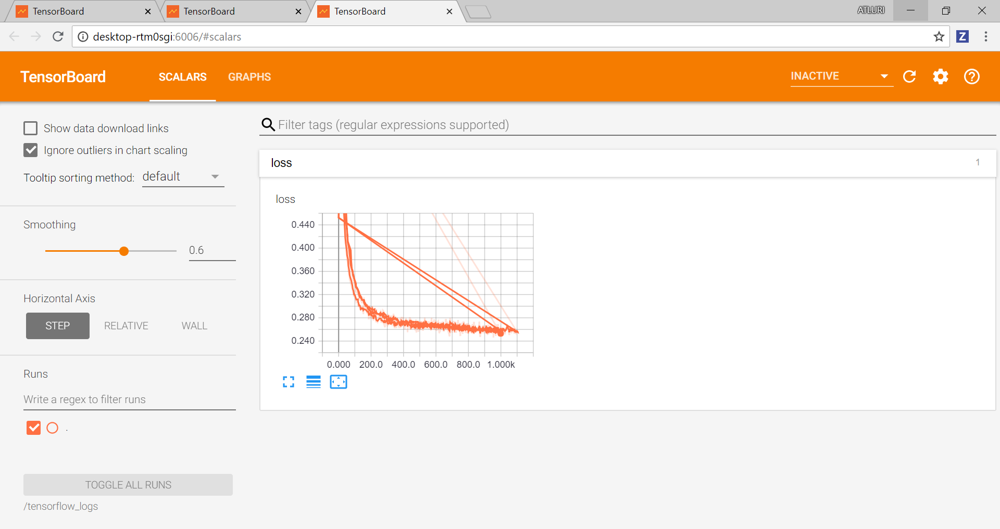 TensorBoard
TensorBoard
TensorBoard
ATLURI
desktop-rtm0sgi:6006/#scalars
Z
TensorBoard
SCALARS
GRAPHS
INACTIVE
Show data download links
Ignore outliers in chart scaling
Tooltip sorting method: default
Smoothing
0.6
Horizontal Axis
STEP RELATIVE WALL
Runs
Write a regex to filter runs
.
TOGGLE ALL RUNS
/tensorflow_logs
Filter tags (regular expressions supported)
loss 1
loss
0.440
0.400
0.360
0.320
0.280
0.240
0.000 200.0 400.0 600.0 800.0 1.000k